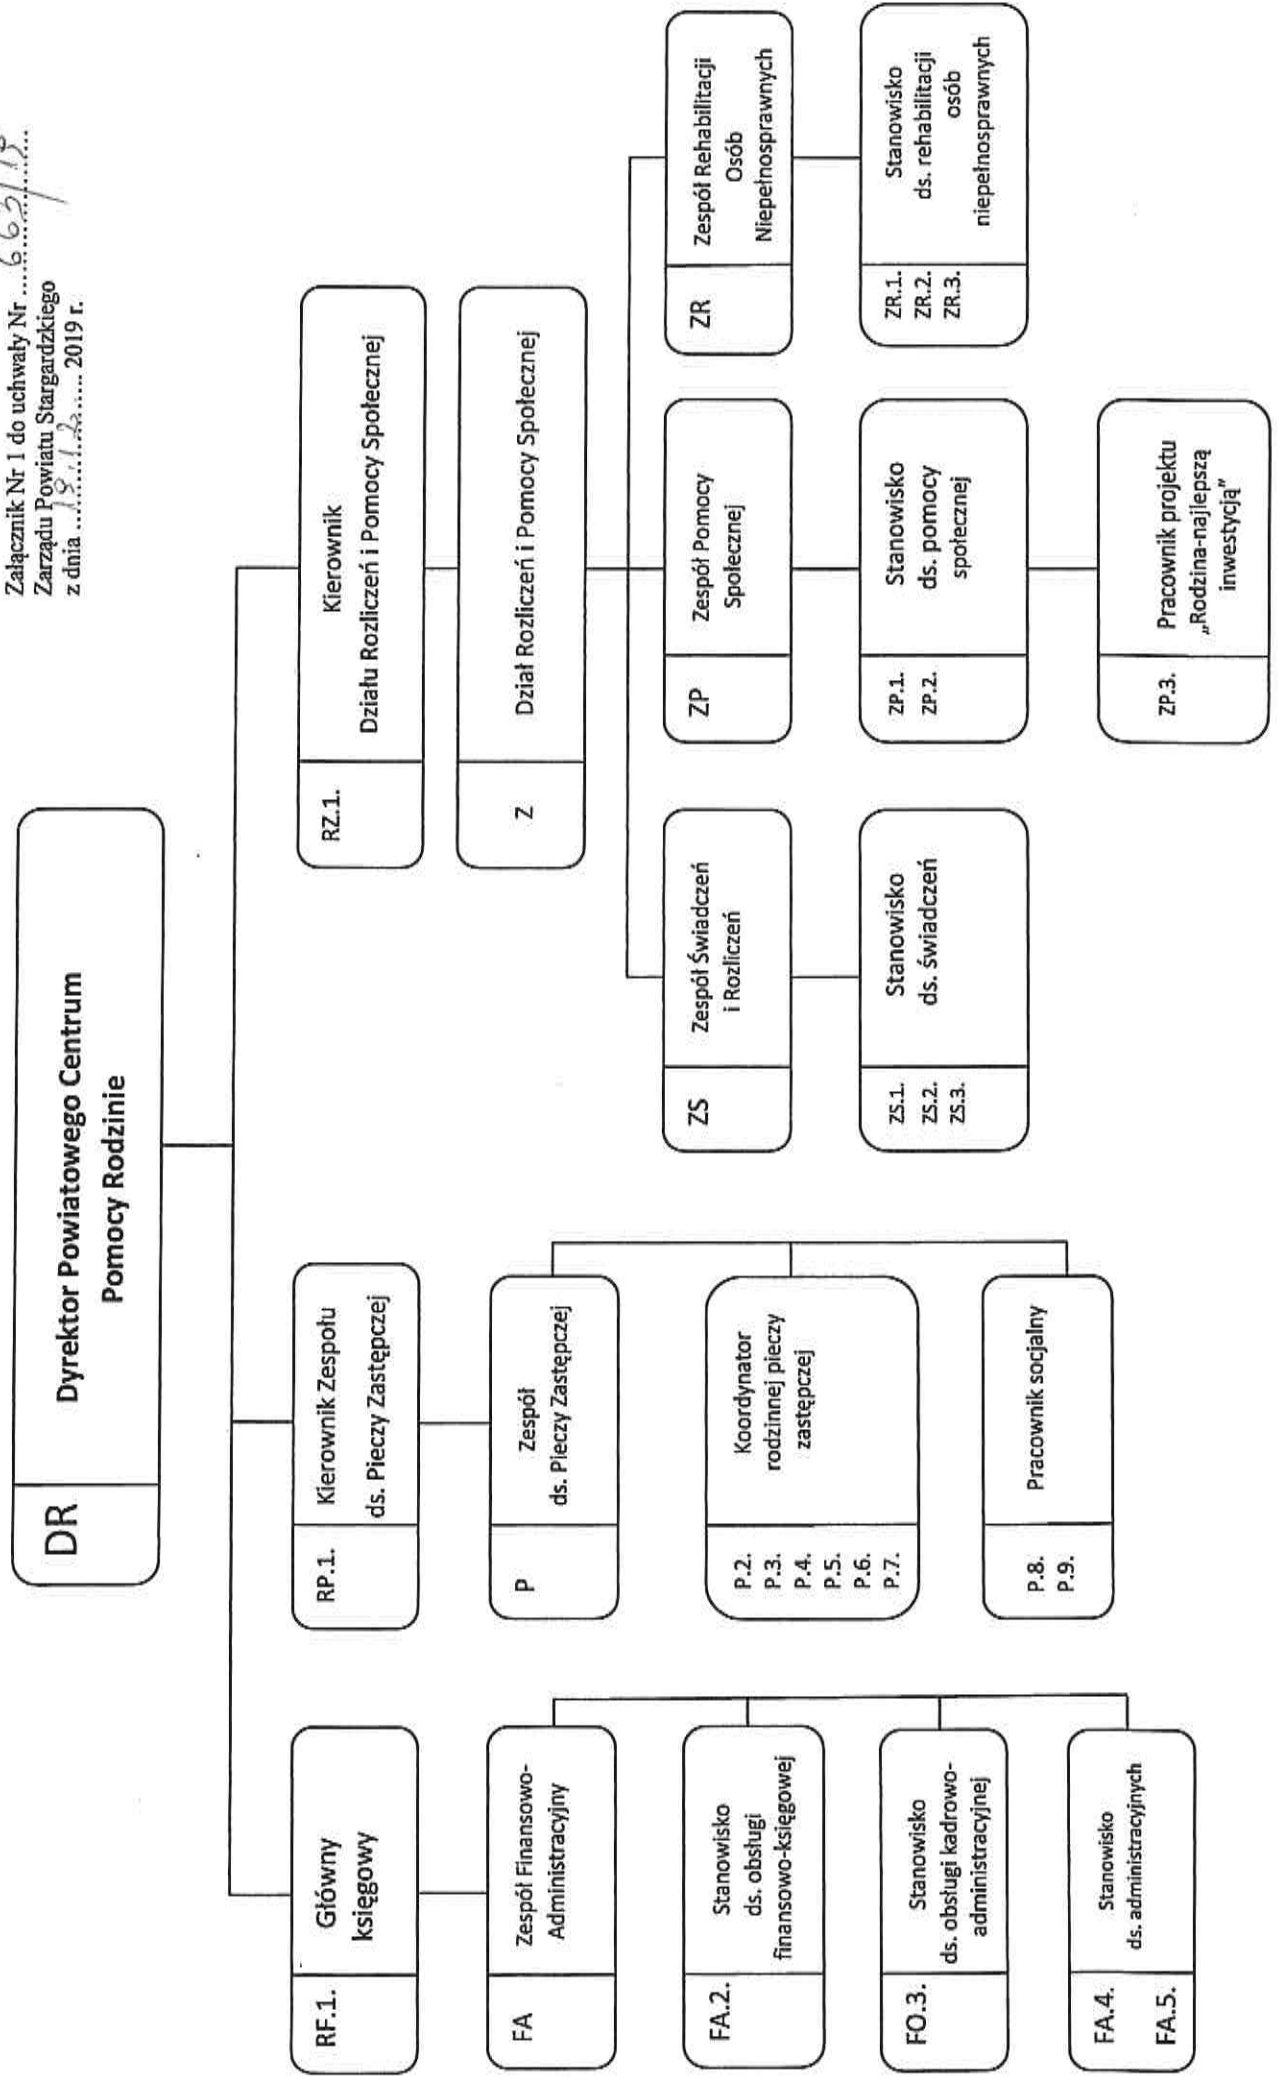 Załącznik Nr 1 do uchwały Nr ....663/19....
Zarządu Powiatu Stargardzkiego
z dnia ..18.12..... 2019 r.
DR
Dyrektor Powiatowego Centrum
Pomocy Rodzinie
RF.1.
Główny
księgowy
FA
Zespół Finansowo-
Administracyjny
FA.2.
Stanowisko
ds. obsługi
finansowo-księgowej
FO.3.
Stanowisko
ds. obsługi kadrowo-
administracyjnej
FA.4.
FA.5.
Stanowisko
ds. administracyjnych
RP.1.
Kierownik Zespołu
ds. Pieczy Zastępczej
P
Zespół
ds. Pieczy Zastępczej
P.2.
P.3.
P.4.
P.5.
P.6.
P.7.
Koordynator
rodzinnej pieczy
zastępczej
P.8.
P.9.
Pracownik socjalny
RZ.1.
Kierownik
Działu Rozliczeń i Pomocy Społecznej
Z
Dział Rozliczeń i Pomocy Społecznej
ZS
Zespół Świadczeń
i Rozliczeń
ZS.1.
ZS.2.
ZS.3.
Stanowisko
ds. świadczeń
ZP
Zespół Pomocy
Społecznej
ZP.1.
ZP.2.
Stanowisko
ds. pomocy
społecznej
ZP.3.
Pracownik projektu
„Rodzina-najlepszą
inwestycją”
ZR
Zespół Rehabilitacji
Osób
Niepełnosprawnych
ZR.1.
ZR.2.
ZR.3.
Stanowisko
ds. rehabilitacji
osób
niepełnosprawnych